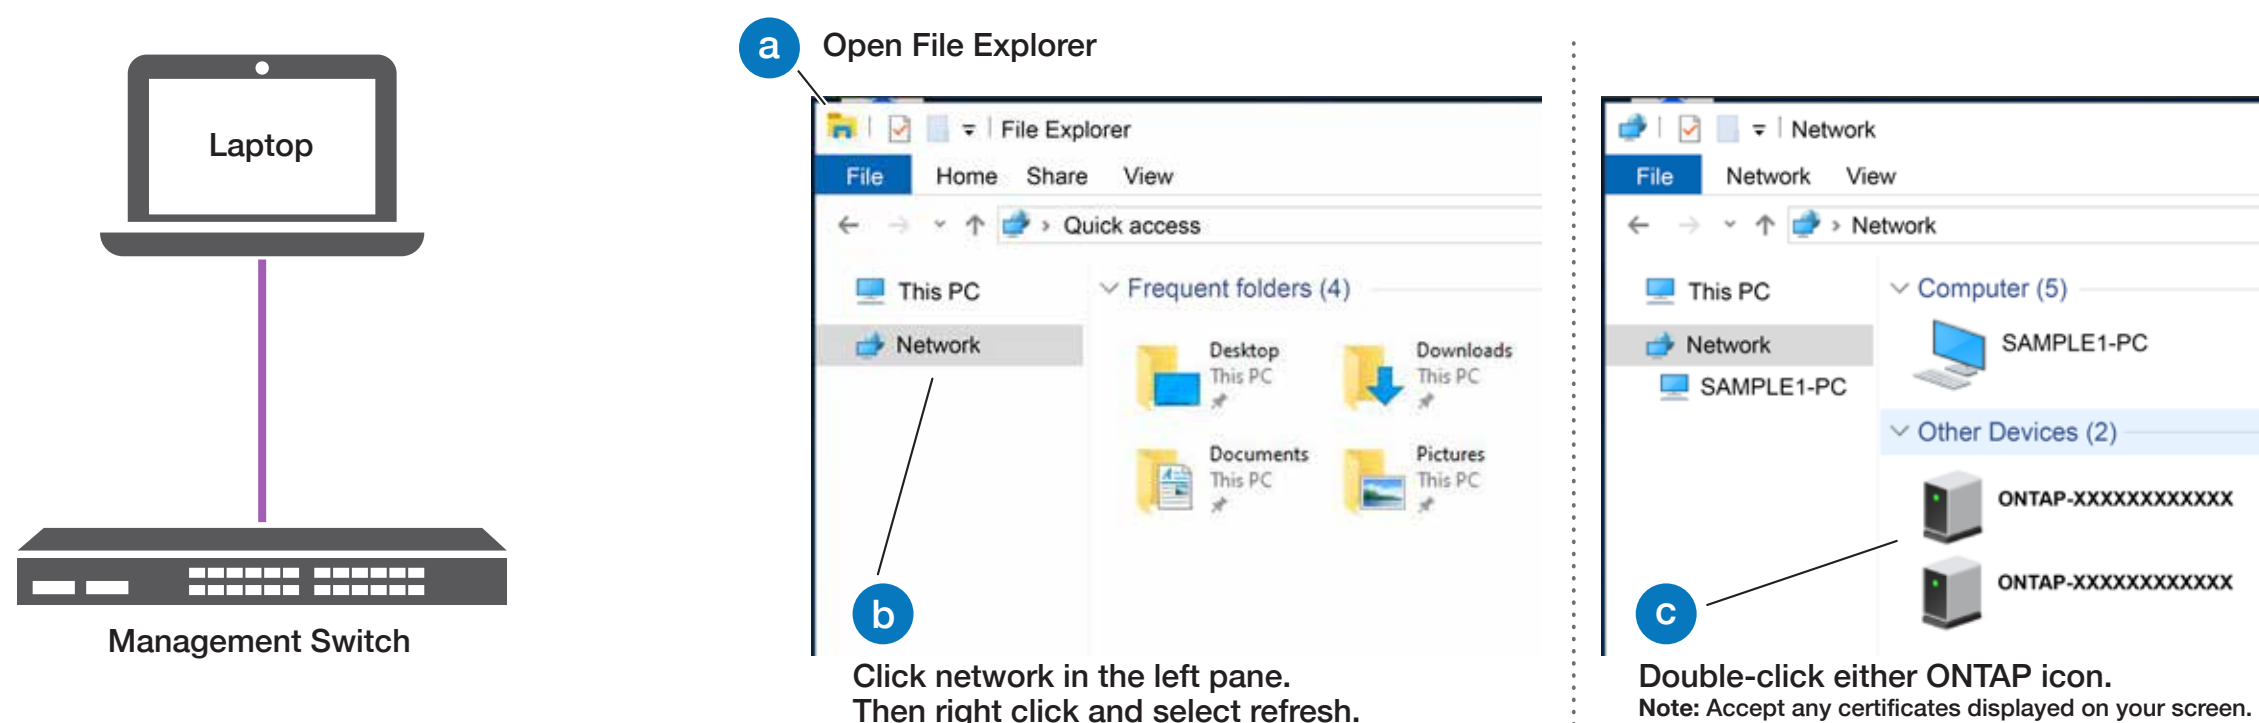 Laptop
Management Switch
a
Open File Explorer
File Explorer
File Home Share View
Quick access
This PC
Network
Frequent folders (4)
Desktop
This PC
Downloads
This PC
Documents
This PC
Pictures
This PC
b
Click network in the left pane.
Then right click and select refresh.
Network
File Network View
Network
This PC
Network
SAMPLE1-PC
Computer (5)
SAMPLE1-PC
Other Devices (2)
ONTAP-XXXXXXXXXXXX
ONTAP-XXXXXXXXXXXX
c
Double-click either ONTAP icon.
Note: Accept any certificates displayed on your screen.